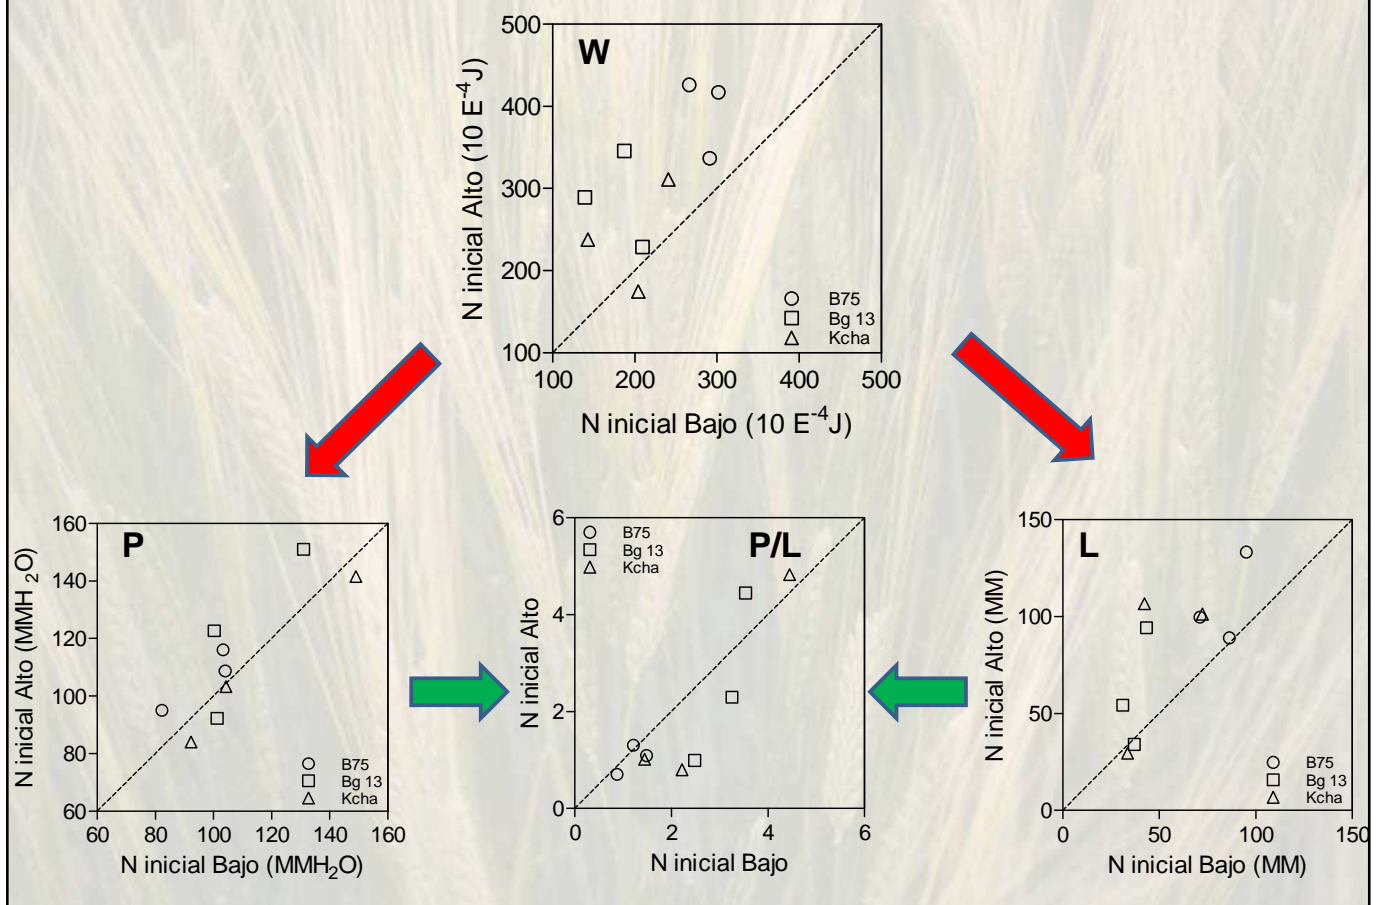 W
N inicial Alto (10 E⁻⁴J)
500
400
300
200
100
100 200 300 400 500
N inicial Bajo (10 E⁻⁴J)
B75
Bg 13
Kcha
P
N inicial Alto (MMH₂O)
160
140
120
100
80
60
60 80 100 120 140 160
N inicial Bajo (MMH₂O)
B75
Bg 13
Kcha
P/L
B75
Bg 13
Kcha
N inicial Alto
6
4
2
0
0 2 4 6
N inicial Bajo
L
N inicial Alto (MM)
150
100
50
0
0 50 100 150
N inicial Bajo (MM)
B75
Bg 13
Kcha